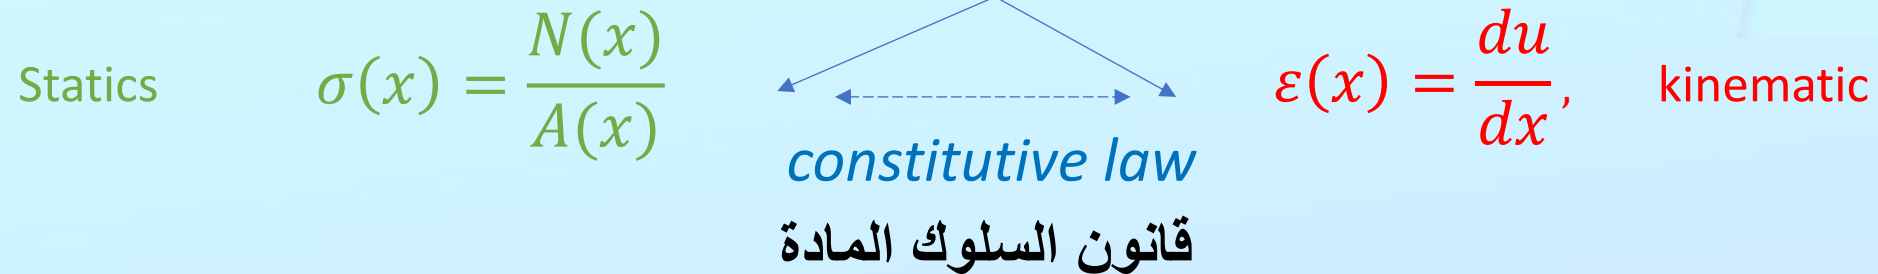 Statics σ(x) = N(x)/A(x) ε(x) = du/dx, kinematic
constitutive law
قانون السلوك المادة